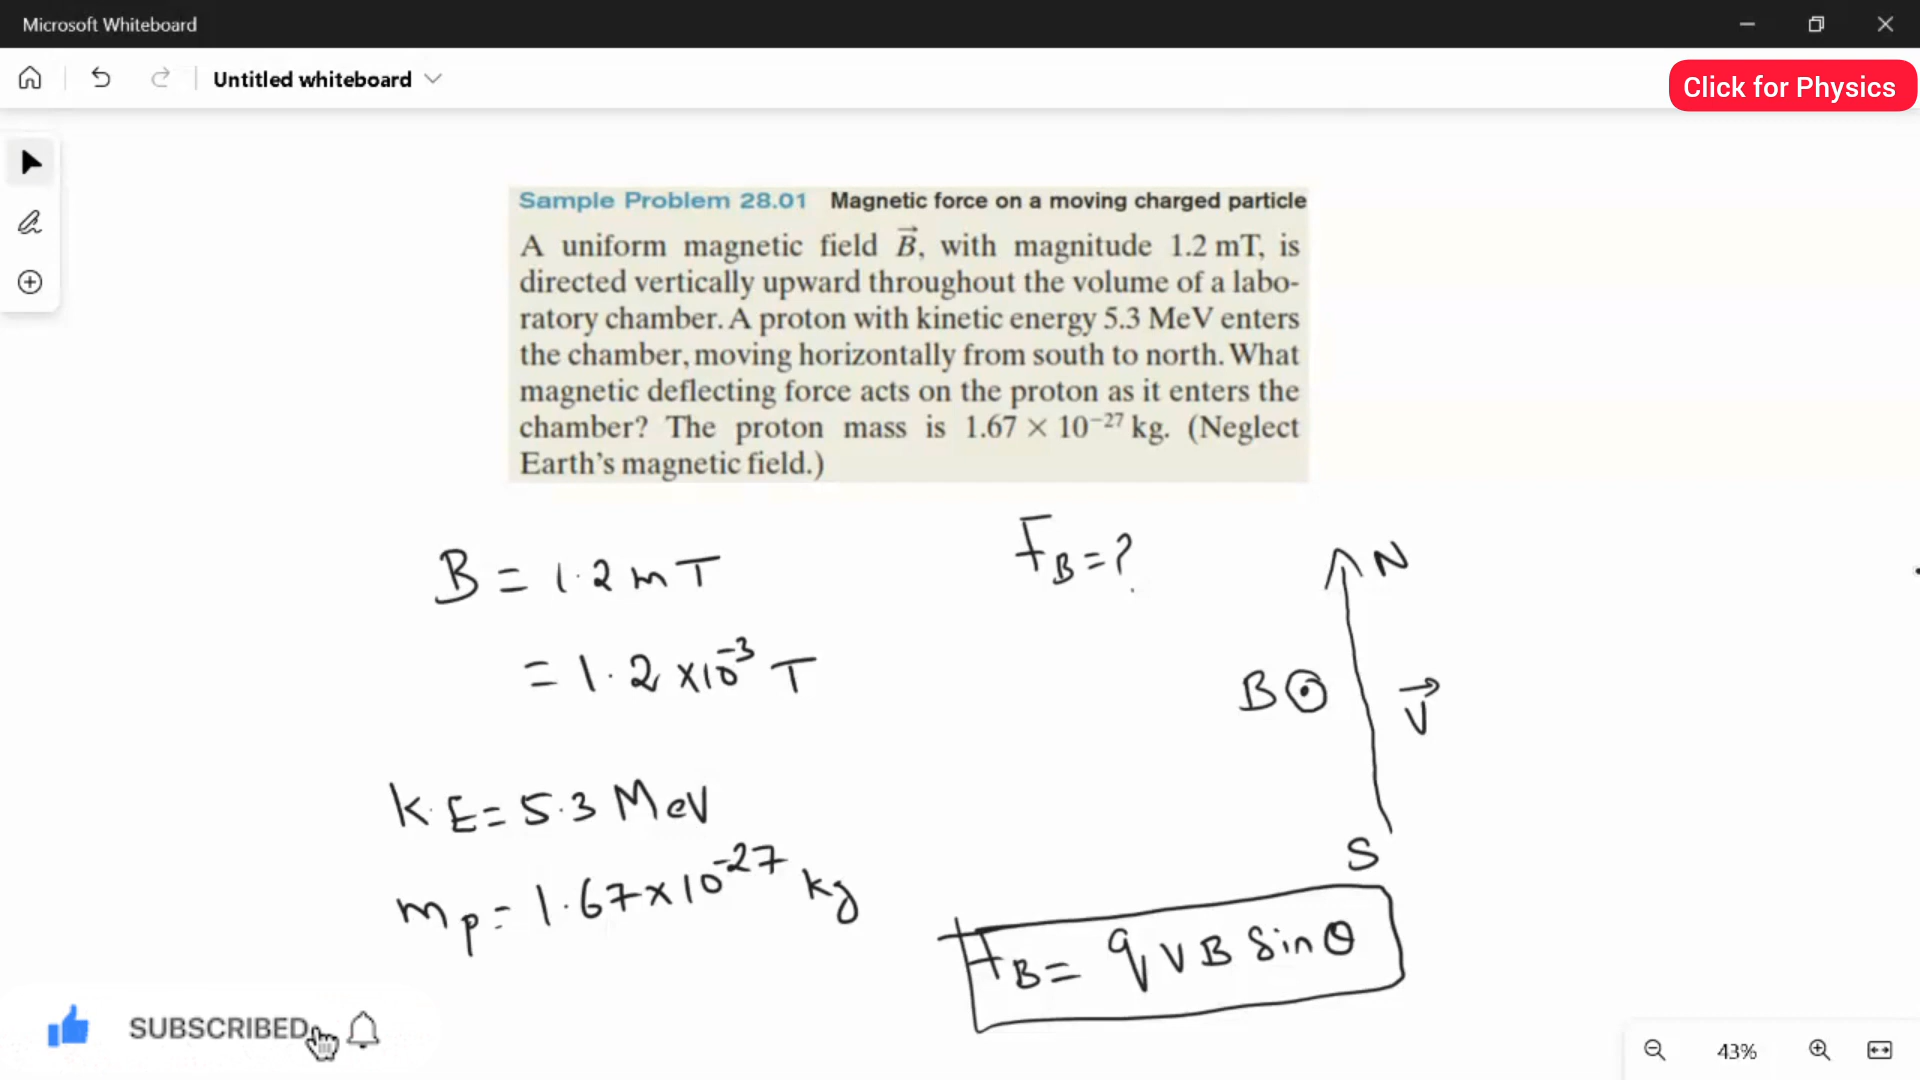 Microsoft Whiteboard
Untitled whiteboard
Click for Physics
Sample Problem 28.01 Magnetic force on a moving charged particle
A uniform magnetic field B⃗, with magnitude 1.2 mT, is
directed vertically upward throughout the volume of a labo-
ratory chamber. A proton with kinetic energy 5.3 MeV enters
the chamber, moving horizontally from south to north. What
magnetic deflecting force acts on the proton as it enters the
chamber? The proton mass is 1.67 × 10⁻²⁷ kg. (Neglect
Earth's magnetic field.)
B = 1.2 mT
= 1.2 × 10⁻³ T
K.E = 5.3 MeV
mₚ = 1.67 × 10⁻²⁷ kg
F_B = ?
N
B ⊙
V⃗
S
F_B = qVB Sin θ
SUBSCRIBED
43%